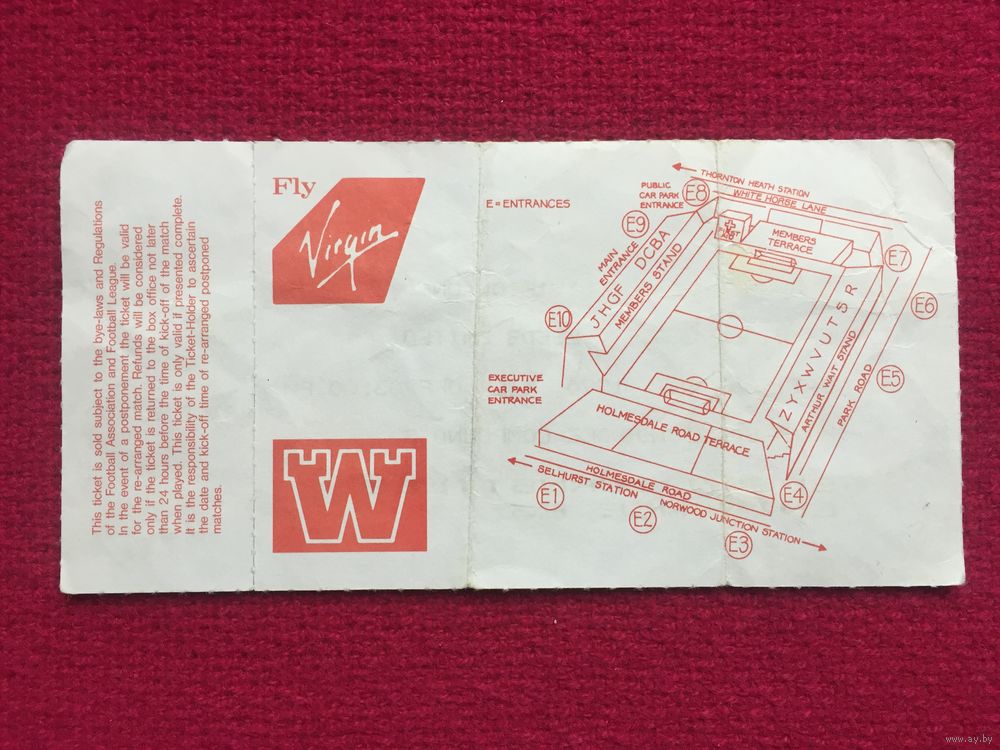 This ticket is sold subject to the bye-laws and Regulations
of the Football Association and Football League.
In the event of a postponement the ticket will be valid
for the re-arranged match. Refunds will be considered
only if the ticket is returned to the box office not later
than 24 hours before the time of kick-off of the match
when played. This ticket is only valid if presented complete.
It is the responsibility of the Ticket-Holder to ascertain
the date and kick-off time of re-arranged postponed
matches.
Fly
Virgin
W
E = ENTRANCES
THORNTON HEATH STATION
WHITE HORSE LANE
PUBLIC
CAR PARK
ENTRANCE
E8
E9
MEMBERS
TERRACE
E7
MAIN
ENTRANCE
JHGF DCBA
MEMBERS STAND
E10
E6
ZYXWVUTSR
ARTHUR WAIT STAND
PARK ROAD
E5
EXECUTIVE
CAR PARK
ENTRANCE
HOLMESDALE ROAD TERRACE
HOLMESDALE ROAD
E4
SELHURST STATION
NORWOOD JUNCTION STATION
E1
E2
E3
www.ay.by